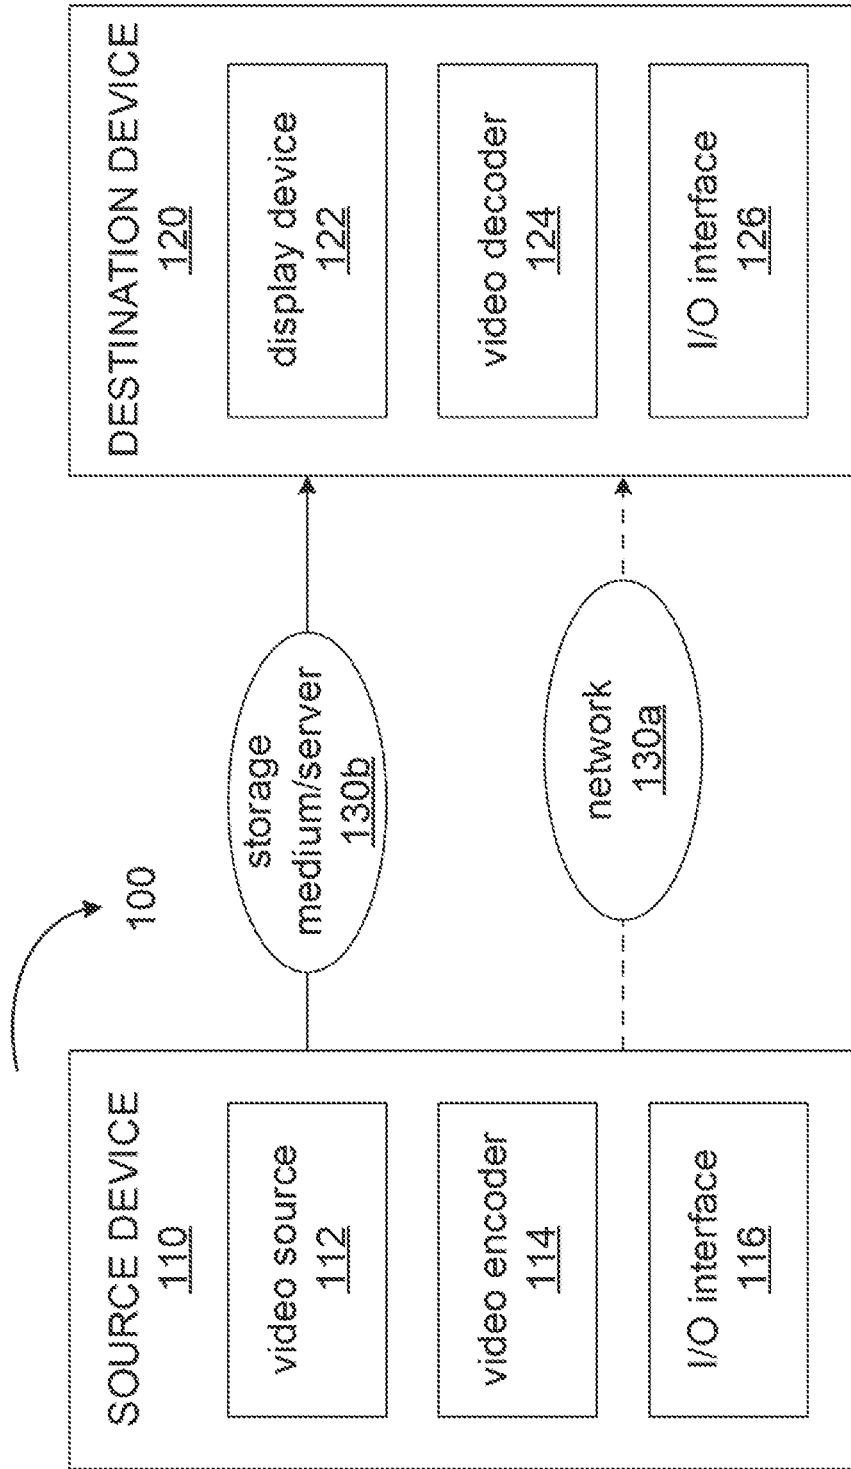 100
SOURCE DEVICE
110
video source
112
video encoder
114
I/O interface
116
storage
medium/server
130b
network
130a
DESTINATION DEVICE
120
display device
122
video decoder
124
I/O interface
126